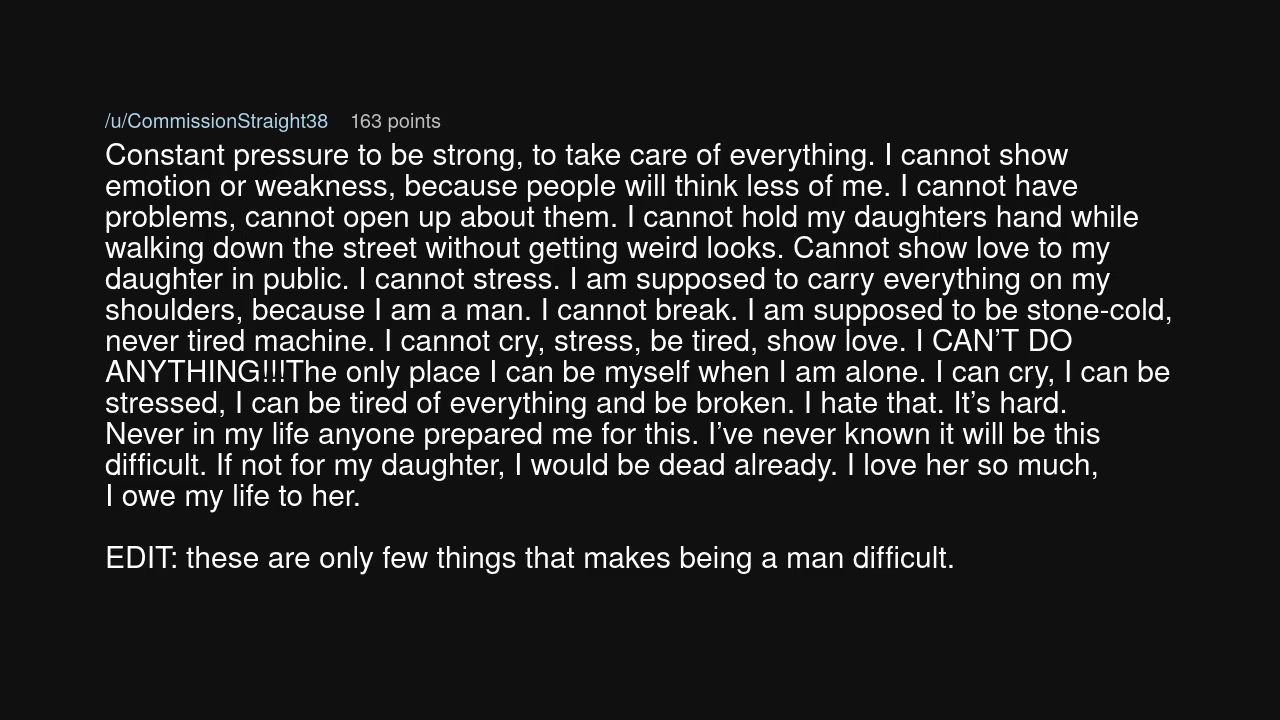 /u/CommissionStraight38 163 points
Constant pressure to be strong, to take care of everything. I cannot show
emotion or weakness, because people will think less of me. I cannot have
problems, cannot open up about them. I cannot hold my daughters hand while
walking down the street without getting weird looks. Cannot show love to my
daughter in public. I cannot stress. I am supposed to carry everything on my
shoulders, because I am a man. I cannot break. I am supposed to be stone-cold,
never tired machine. I cannot cry, stress, be tired, show love. I CAN’T DO
ANYTHING!!!The only place I can be myself when I am alone. I can cry, I can be
stressed, I can be tired of everything and be broken. I hate that. It’s hard.
Never in my life anyone prepared me for this. I’ve never known it will be this
difficult. If not for my daughter, I would be dead already. I love her so much,
I owe my life to her.
EDIT: these are only few things that makes being a man difficult.